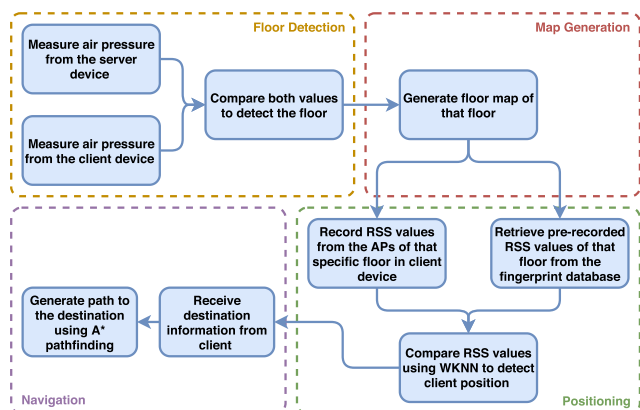 Floor Detection
Measure air pressure
from the server
device
Measure air pressure
from the client device
Compare both values
to detect the floor
Map Generation
Generate floor map of
that floor
Record RSS values
from the APs of that
specific floor in client
device
Retrieve pre-recorded
RSS values of that
floor from the
fingerprint database
Compare RSS values
using WKNN to detect
client position
Positioning
Receive
destination
information from
client
Generate path to
the destination
using A*
pathfinding
Navigation